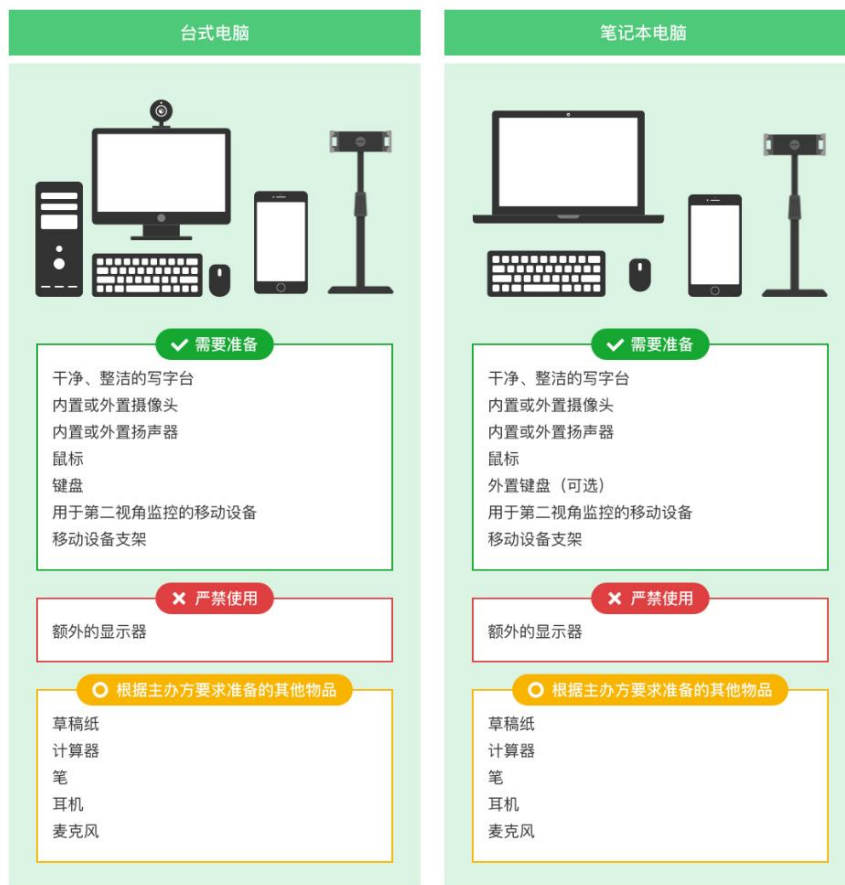 台式电脑
需要准备
干净、整洁的写字台
内置或外置摄像头
内置或外置扬声器
鼠标
键盘
用于第二视角监控的移动设备
移动设备支架
严禁使用
额外的显示器
根据主办方要求准备的其他物品
草稿纸
计算器
笔
耳机
麦克风
笔记本电脑
需要准备
干净、整洁的写字台
内置或外置摄像头
内置或外置扬声器
鼠标
外置键盘（可选）
用于第二视角监控的移动设备
移动设备支架
严禁使用
额外的显示器
根据主办方要求准备的其他物品
草稿纸
计算器
笔
耳机
麦克风